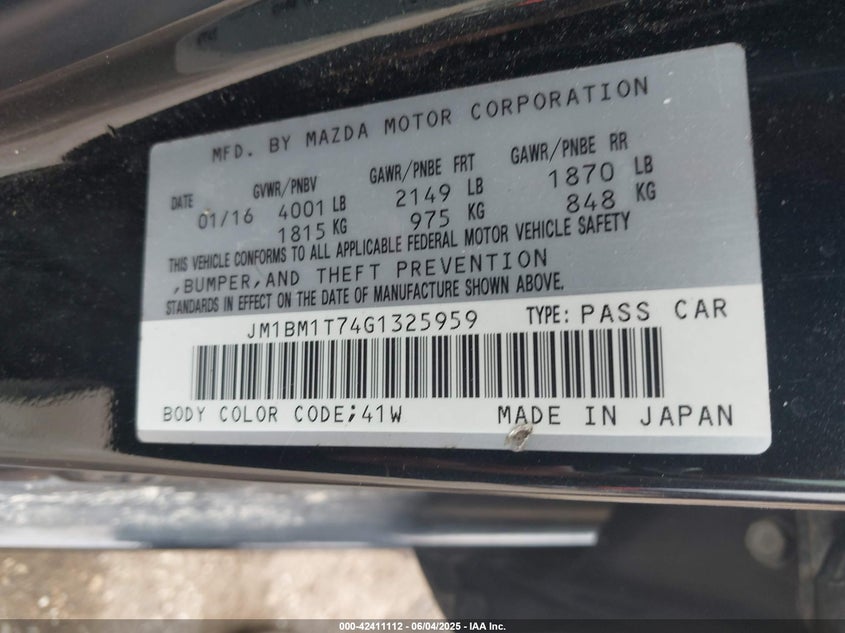 MFD. BY MAZDA MOTOR CORPORATION
DATE GVWR/PNBV GAWR/PNBE FRT GAWR/PNBE RR
01/16 4001 LB 2149 LB 1870 LB
1815 KG 975 KG 848 KG
THIS VEHICLE CONFORMS TO ALL APPLICABLE FEDERAL MOTOR VEHICLE SAFETY
,BUMPER,AND THEFT PREVENTION
STANDARDS IN EFFECT ON THE DATE OF MANUFACTURE SHOWN ABOVE.
JM1BM1T74G1325959 TYPE: PASS CAR
BODY COLOR CODE;41W MADE IN JAPAN
000-42411112 | 06/04/2025 - IAA Inc.